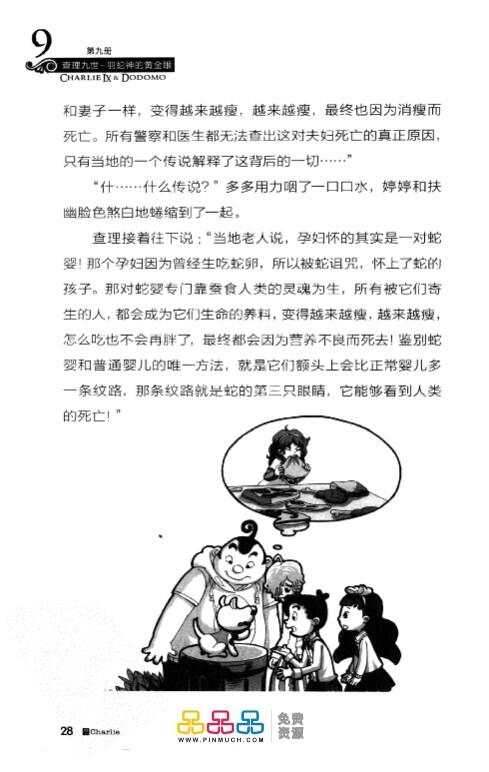 9
第九册
查理九世-羽蛇神的黄金眼
CHARLIE IX & DODOMO
和妻子一样，变得越来越瘦，越来越瘦，最终也因为消瘦而
死亡。所有警察和医生都无法查出这对夫妇死亡的真正原因，
只有当地的一个传说解释了这背后的一切……”
“什……什么传说？”多多用力咽了一口口水，婷婷和扶
幽脸色煞白地蜷缩到了一起。
查理接着往下说：“当地老人说，孕妇怀的其实是一对蛇
婴！那个孕妇因为曾经生吃蛇卵，所以被蛇诅咒，怀上了蛇的
孩子。那对蛇婴专门靠蚕食人类的灵魂为生，所有被它们寄
生的人，都会成为它们生命的养料，变得越来越瘦，越来越瘦，
怎么吃也不会再胖了，最终都会因为营养不良而死去！鉴别蛇
婴和普通婴儿的唯一方法，就是它们额头上会比正常婴儿多
一条纹路，那条纹路就是蛇的第三只眼睛，它能够看到人类
的死亡！”
28 Charlie
品品品 免费
资源
WWW.PINMUCH.COM